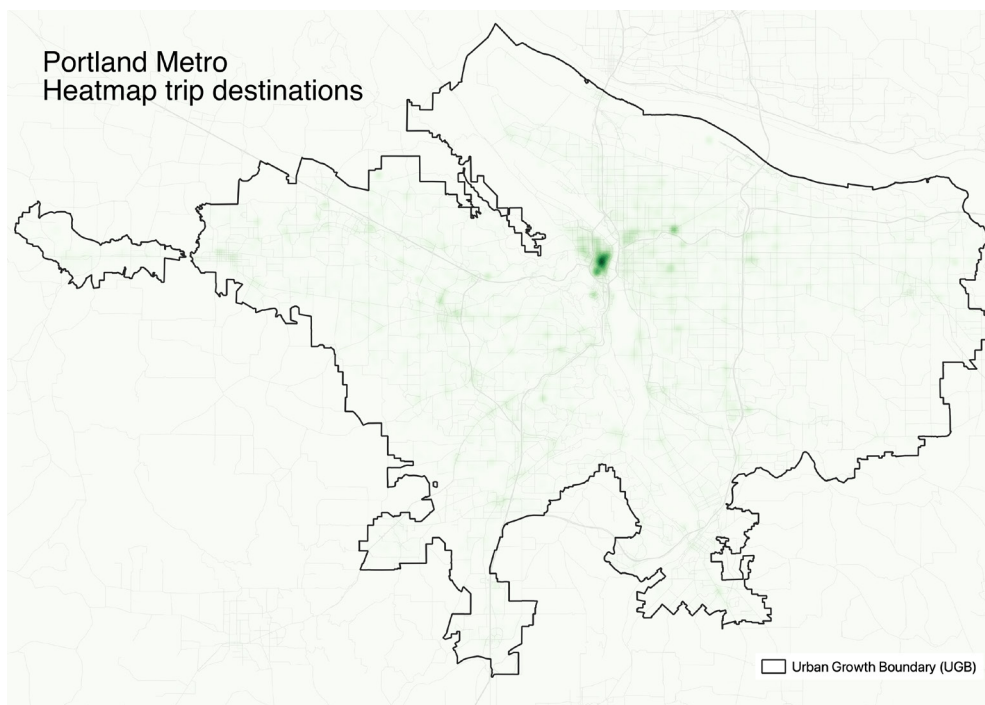 Portland Metro
Heatmap trip destinations
Urban Growth Boundary (UGB)